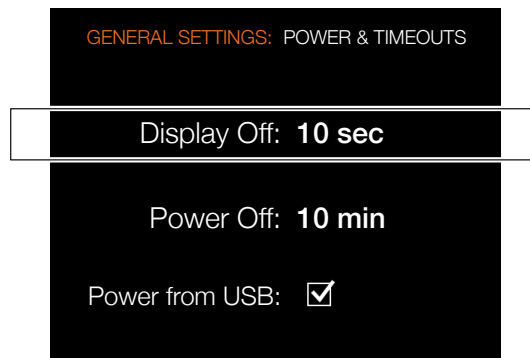 GENERAL SETTINGS: POWER & TIMEOUTS
Display Off: 10 sec
Power Off: 10 min
Power from USB: